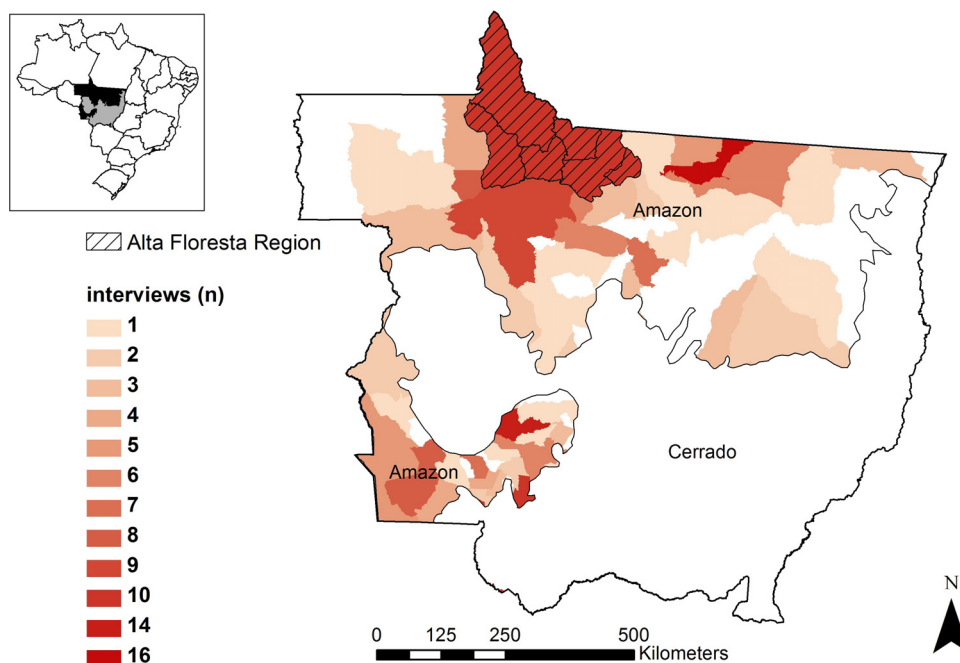 Alta Floresta Region
interviews (n)
1
2
3
4
5
6
7
8
9
10
14
16
Amazon
Amazon
Cerrado
N
0 125 250 500
Kilometers